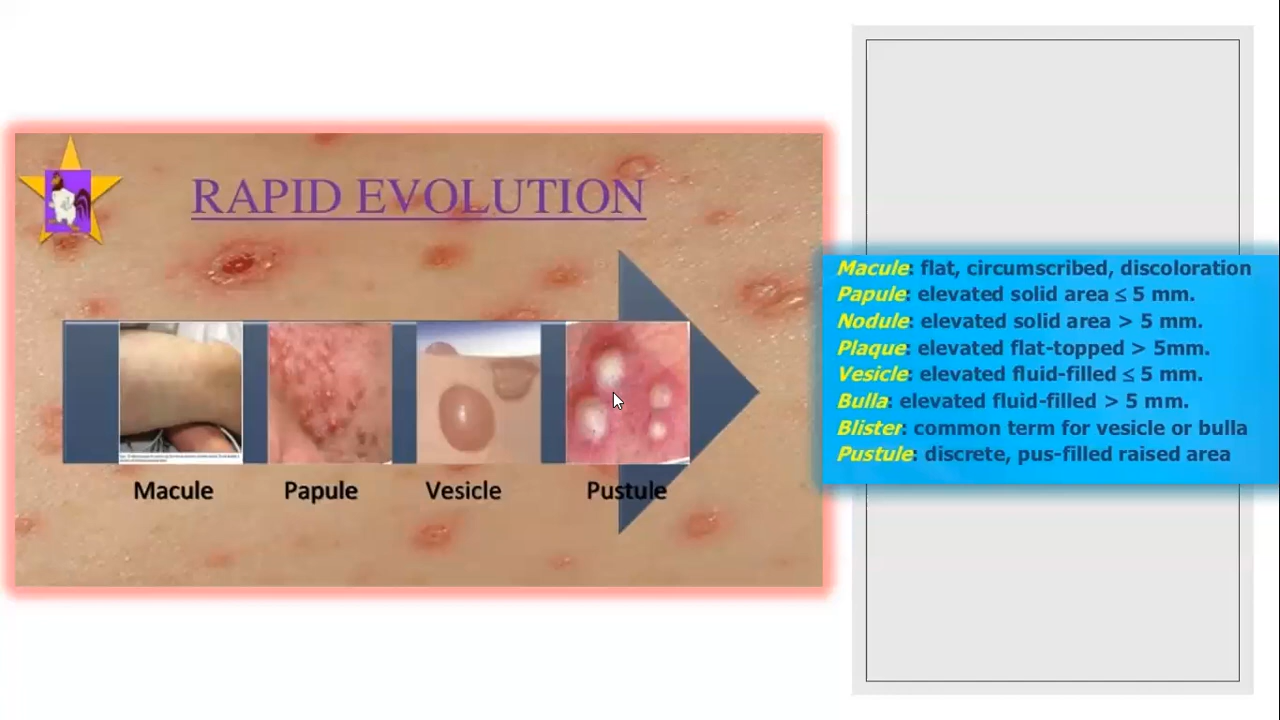 RAPID EVOLUTION
Macule
Papule
Vesicle
Pustule
Macule: flat, circumscribed, discoloration
Papule: elevated solid area ≤ 5 mm.
Nodule: elevated solid area > 5 mm.
Plaque: elevated flat-topped > 5mm.
Vesicle: elevated fluid-filled ≤ 5 mm.
Bulla: elevated fluid-filled > 5 mm.
Blister: common term for vesicle or bulla
Pustule: discrete, pus-filled raised area